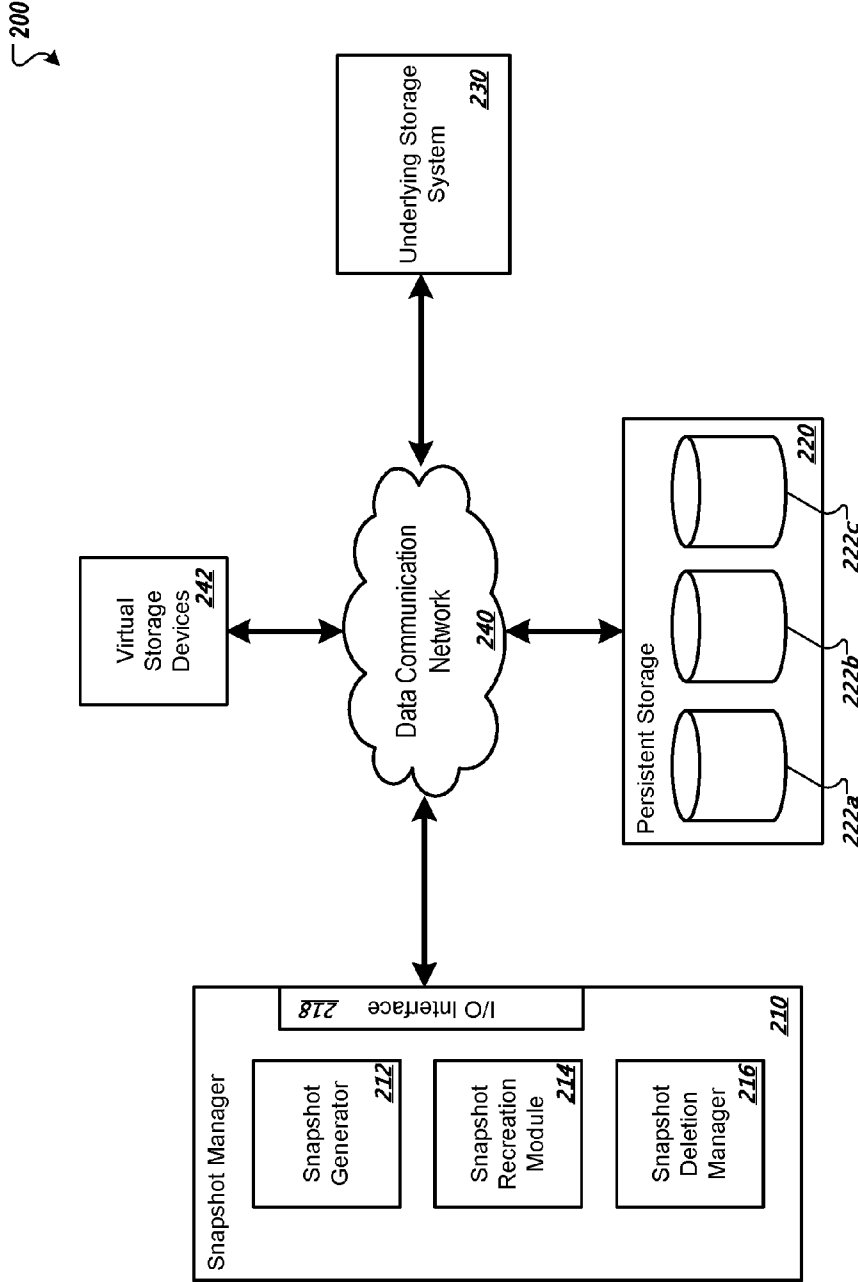 200
Snapshot Manager
Snapshot
Generator
212
Snapshot
Recreation
Module
214
Snapshot
Deletion
Manager
216
I/O Interface
218
210
Virtual
Storage
Devices
242
Data Communication
Network
240
Persistent Storage
222a
222b
222c
220
Underlying Storage
System
230